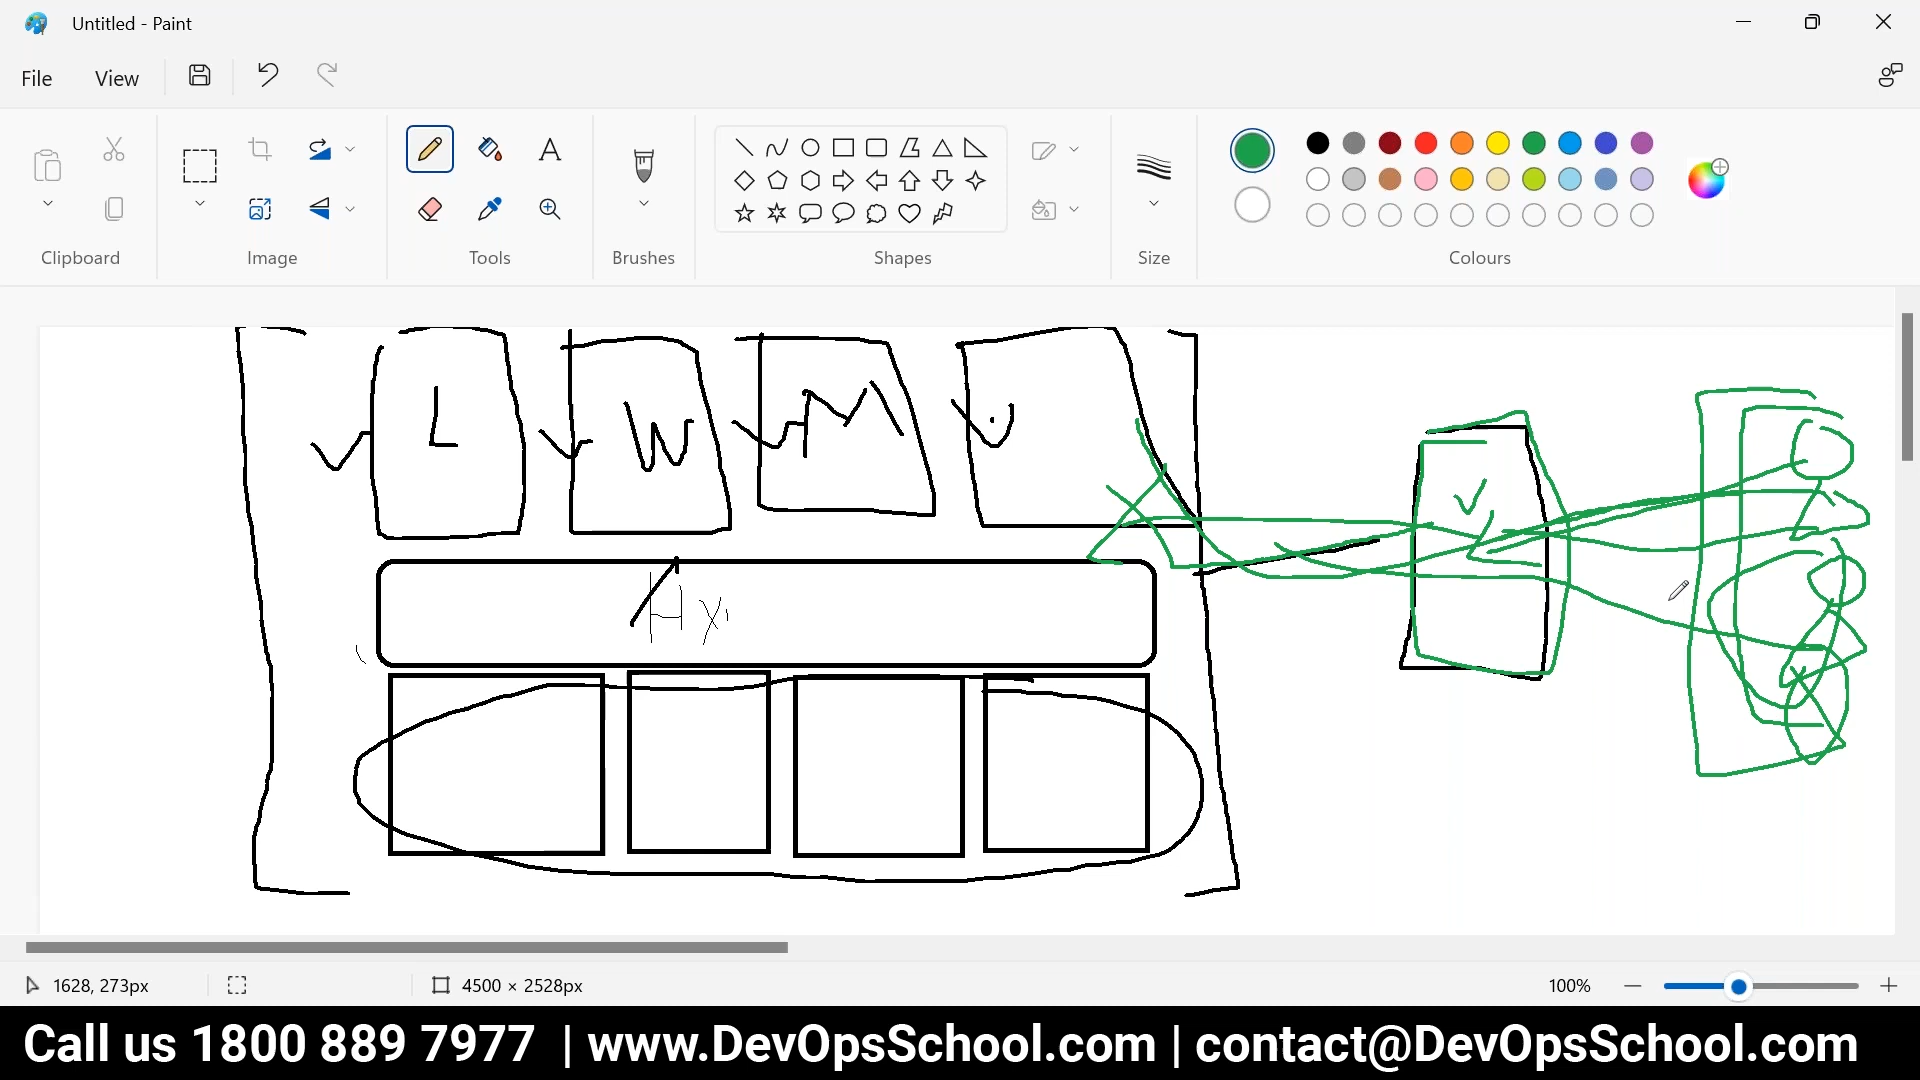 Untitled - Paint
File View
Clipboard Image Tools Brushes Shapes Size Colours
L W M
Hx
1628, 273px 4500 × 2528px 100%
Call us 1800 889 7977 | www.DevOpsSchool.com | contact@DevOpsSchool.com